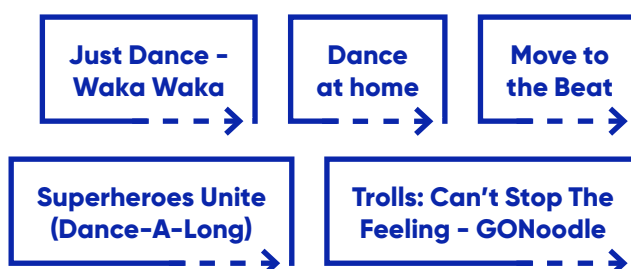 Just Dance -
Waka Waka
Dance
at home
Move to
the Beat
Superheroes Unite
(Dance-A-Long)
Trolls: Can't Stop The
Feeling - GONoodle